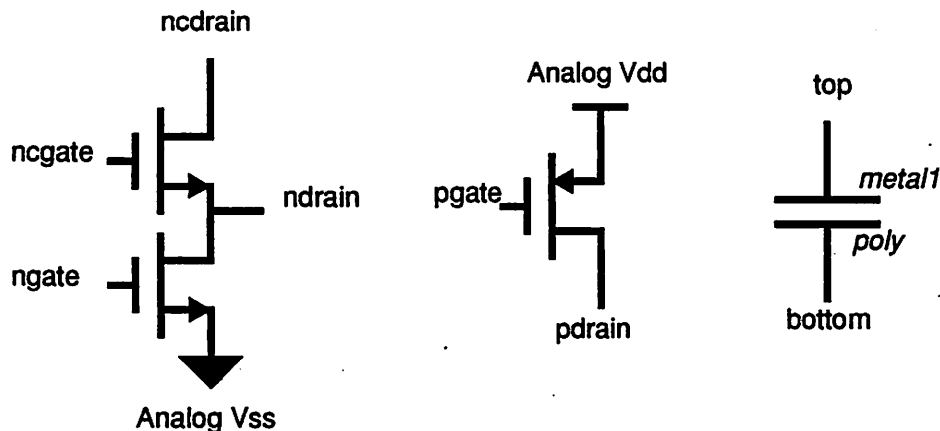 ncdrain
ncgate
ndrain
ngate
Analog Vss
Analog Vdd
pgate
pdrain
top
metal1
poly
bottom